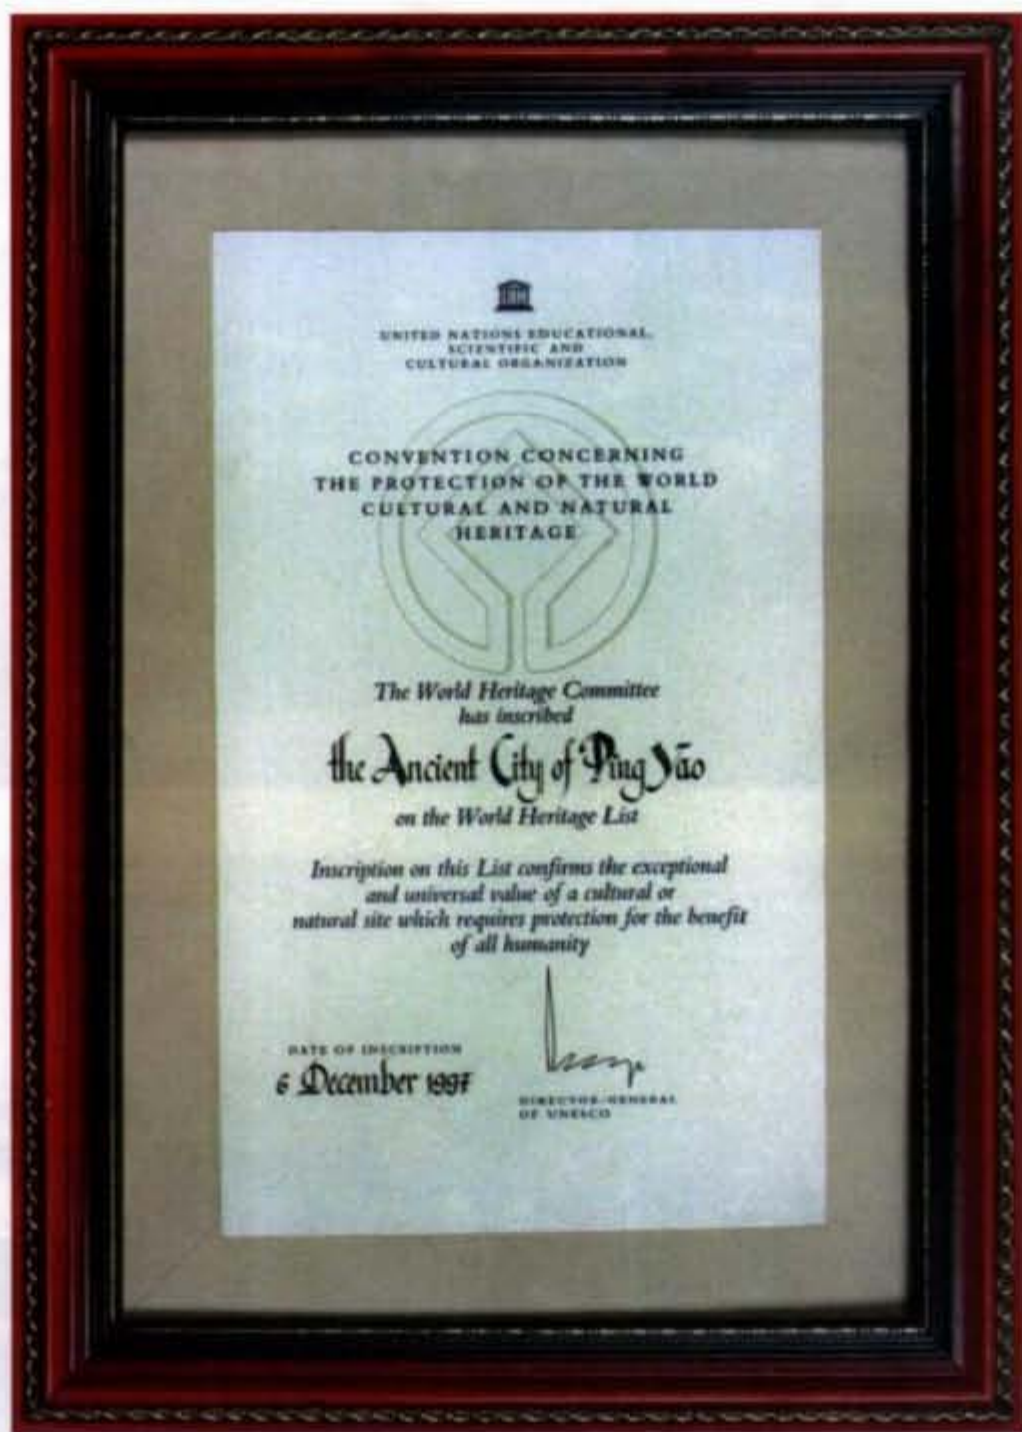 UNITED NATIONS EDUCATIONAL,
SCIENTIFIC AND
CULTURAL ORGANIZATION
CONVENTION CONCERNING
THE PROTECTION OF THE WORLD
CULTURAL AND NATURAL
HERITAGE
The World Heritage Committee
has inscribed
the Ancient City of Ping Yao
on the World Heritage List
Inscription on this List confirms the exceptional
and universal value of a cultural or
natural site which requires protection for the benefit
of all humanity
DATE OF INSCRIPTION
6 December 1997
DIRECTOR-GENERAL
OF UNESCO